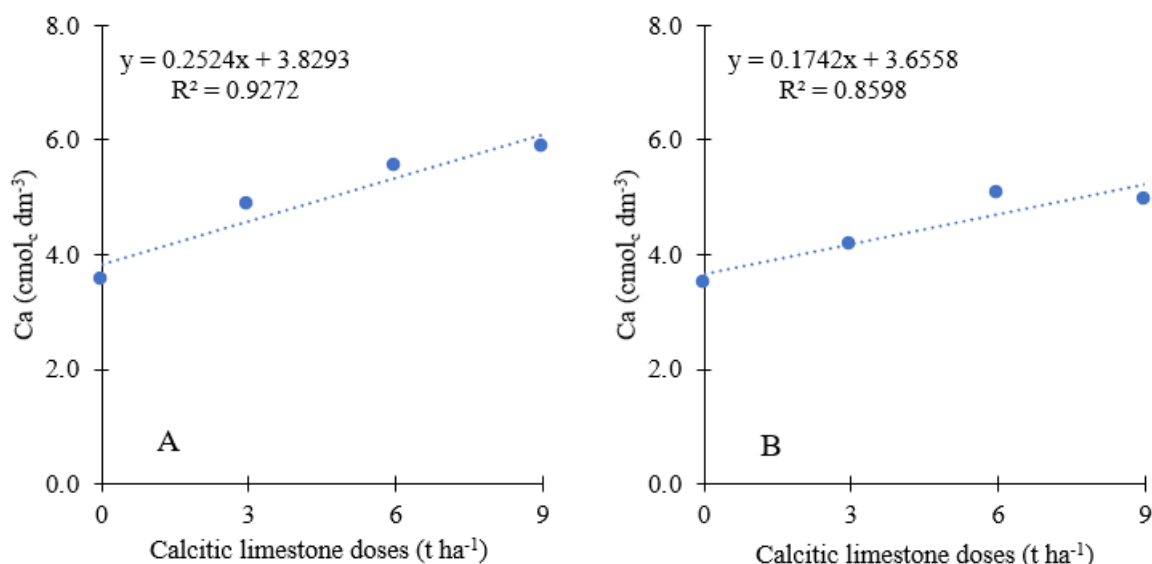 8.0
y = 0.2524x + 3.8293
R² = 0.9272
6.0
4.0
2.0
0.0
Ca (cmolc dm-3)
A
0 3 6 9
Calcitic limestone doses (t ha-1)
8.0
y = 0.1742x + 3.6558
R² = 0.8598
6.0
4.0
2.0
0.0
Ca (cmolc dm-3)
B
0 3 6 9
Calcitic limestone doses (t ha-1)